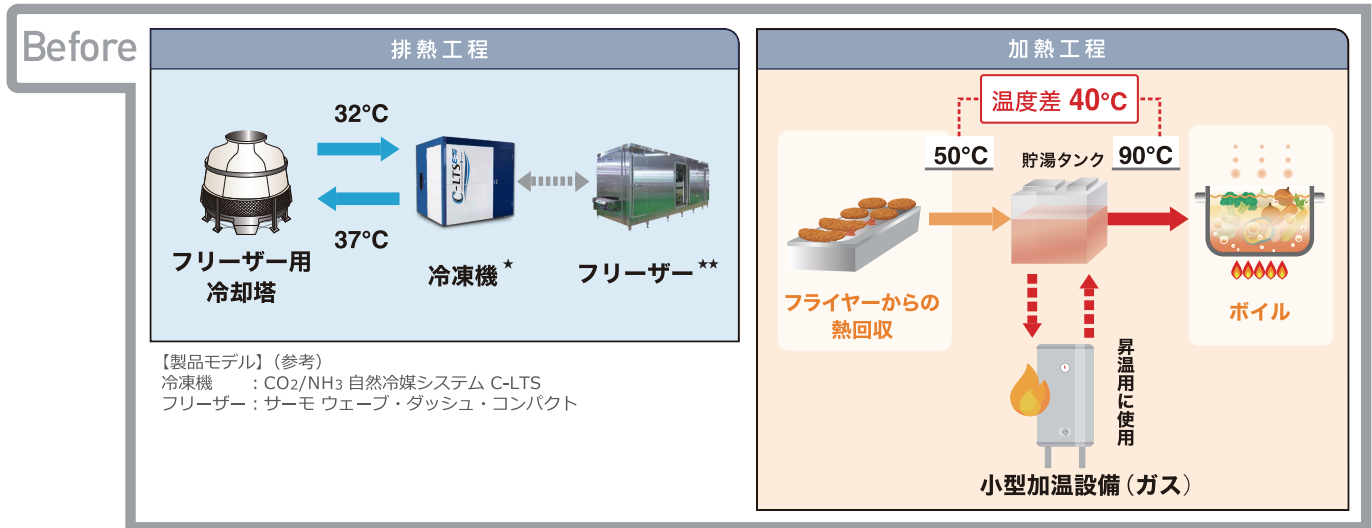 Before
排熱工程
32℃
37℃
C-LTS
フリーザー用
冷却塔
冷凍機★
フリーザー★★
【製品モデル】（参考）
冷凍機　　：CO2/NH3 自然冷媒システム C-LTS
フリーザー：サーモ ウェーブ・ダッシュ・コンパクト
加熱工程
温度差 40℃
50℃
貯湯タンク
90℃
フライヤーからの
熱回収
ボイル
昇温用に使用
小型加温設備（ガス）